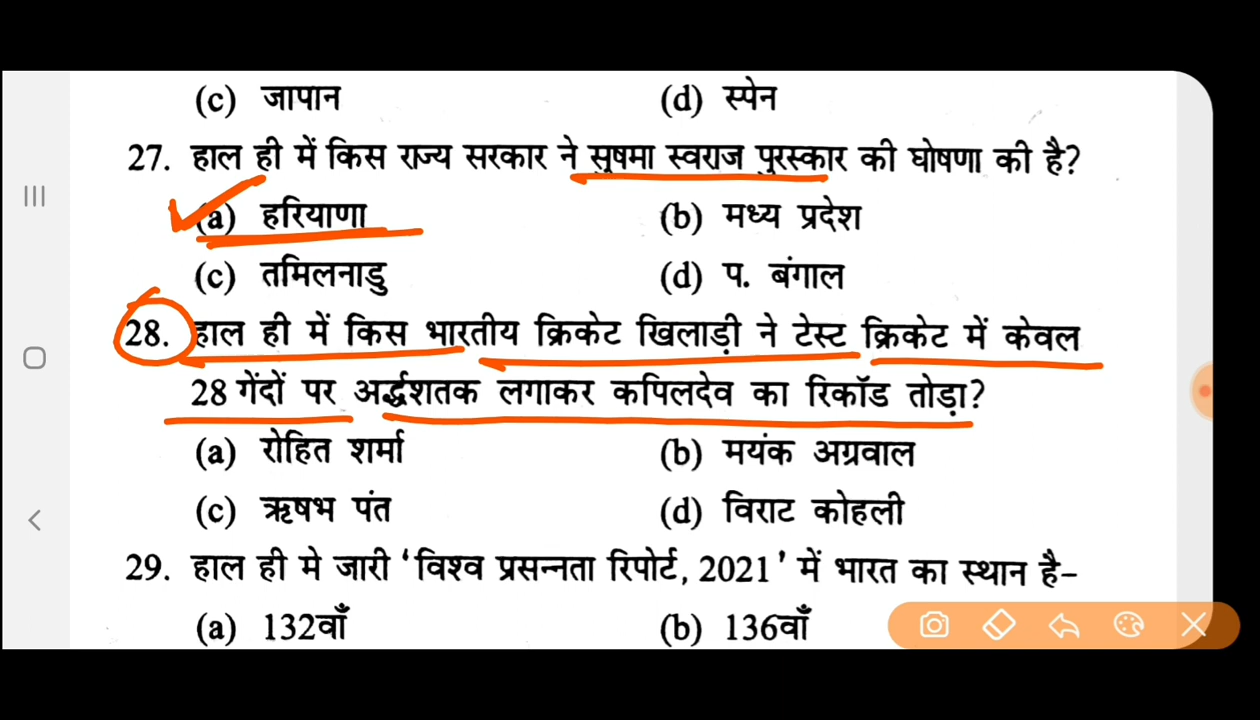 (c) जापान (d) स्पेन
27. हाल ही में किस राज्य सरकार ने सुषमा स्वराज पुरस्कार की घोषणा की है?
(a) हरियाणा (b) मध्य प्रदेश
(c) तमिलनाडु (d) प. बंगाल
28. हाल ही में किस भारतीय क्रिकेट खिलाड़ी ने टेस्ट क्रिकेट में केवल
28 गेंदों पर अर्द्धशतक लगाकर कपिलदेव का रिकॉड तोड़ा?
(a) रोहित शर्मा (b) मयंक अग्रवाल
(c) ऋषभ पंत (d) विराट कोहली
29. हाल ही मे जारी ‘विश्व प्रसन्नता रिपोर्ट, 2021’ में भारत का स्थान है–
(a) 132वाँ (b) 136वाँ